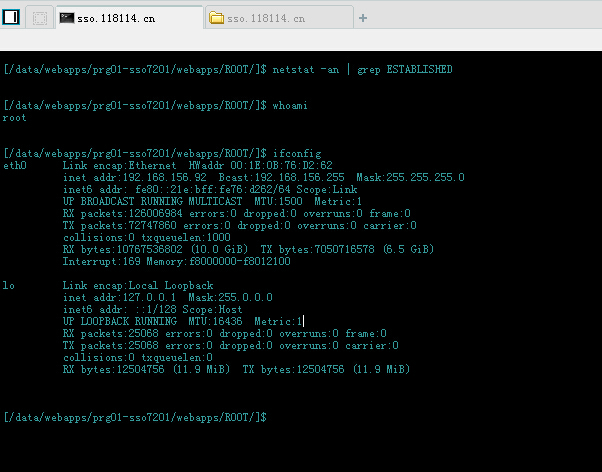 sso.118114.cn
sso.118114.cn
[/data/webapps/prg01-sso7201/webapps/ROOT/]$ netstat -an | grep ESTABLISHED
[/data/webapps/prg01-sso7201/webapps/ROOT/]$ whoami
root
[/data/webapps/prg01-sso7201/webapps/ROOT/]$ ifconfig
eth0 Link encap:Ethernet HWaddr 00:1E:0B:76:D2:62
inet addr:192.168.156.92 Bcast:192.168.156.255 Mask:255.255.255.0
inet6 addr: fe80::21e:bff:fe76:d262/64 Scope:Link
UP BROADCAST RUNNING MULTICAST MTU:1500 Metric:1
RX packets:126006984 errors:0 dropped:0 overruns:0 frame:0
TX packets:72747860 errors:0 dropped:0 overruns:0 carrier:0
collisions:0 txqueuelen:1000
RX bytes:10767536802 (10.0 GiB) TX bytes:7050716578 (6.5 GiB)
Interrupt:169 Memory:f8000000-f8012100
lo Link encap:Local Loopback
inet addr:127.0.0.1 Mask:255.0.0.0
inet6 addr: ::1/128 Scope:Host
UP LOOPBACK RUNNING MTU:16436 Metric:1
RX packets:25068 errors:0 dropped:0 overruns:0 frame:0
TX packets:25068 errors:0 dropped:0 overruns:0 carrier:0
collisions:0 txqueuelen:0
RX bytes:12504756 (11.9 MiB) TX bytes:12504756 (11.9 MiB)
[/data/webapps/prg01-sso7201/webapps/ROOT/]$